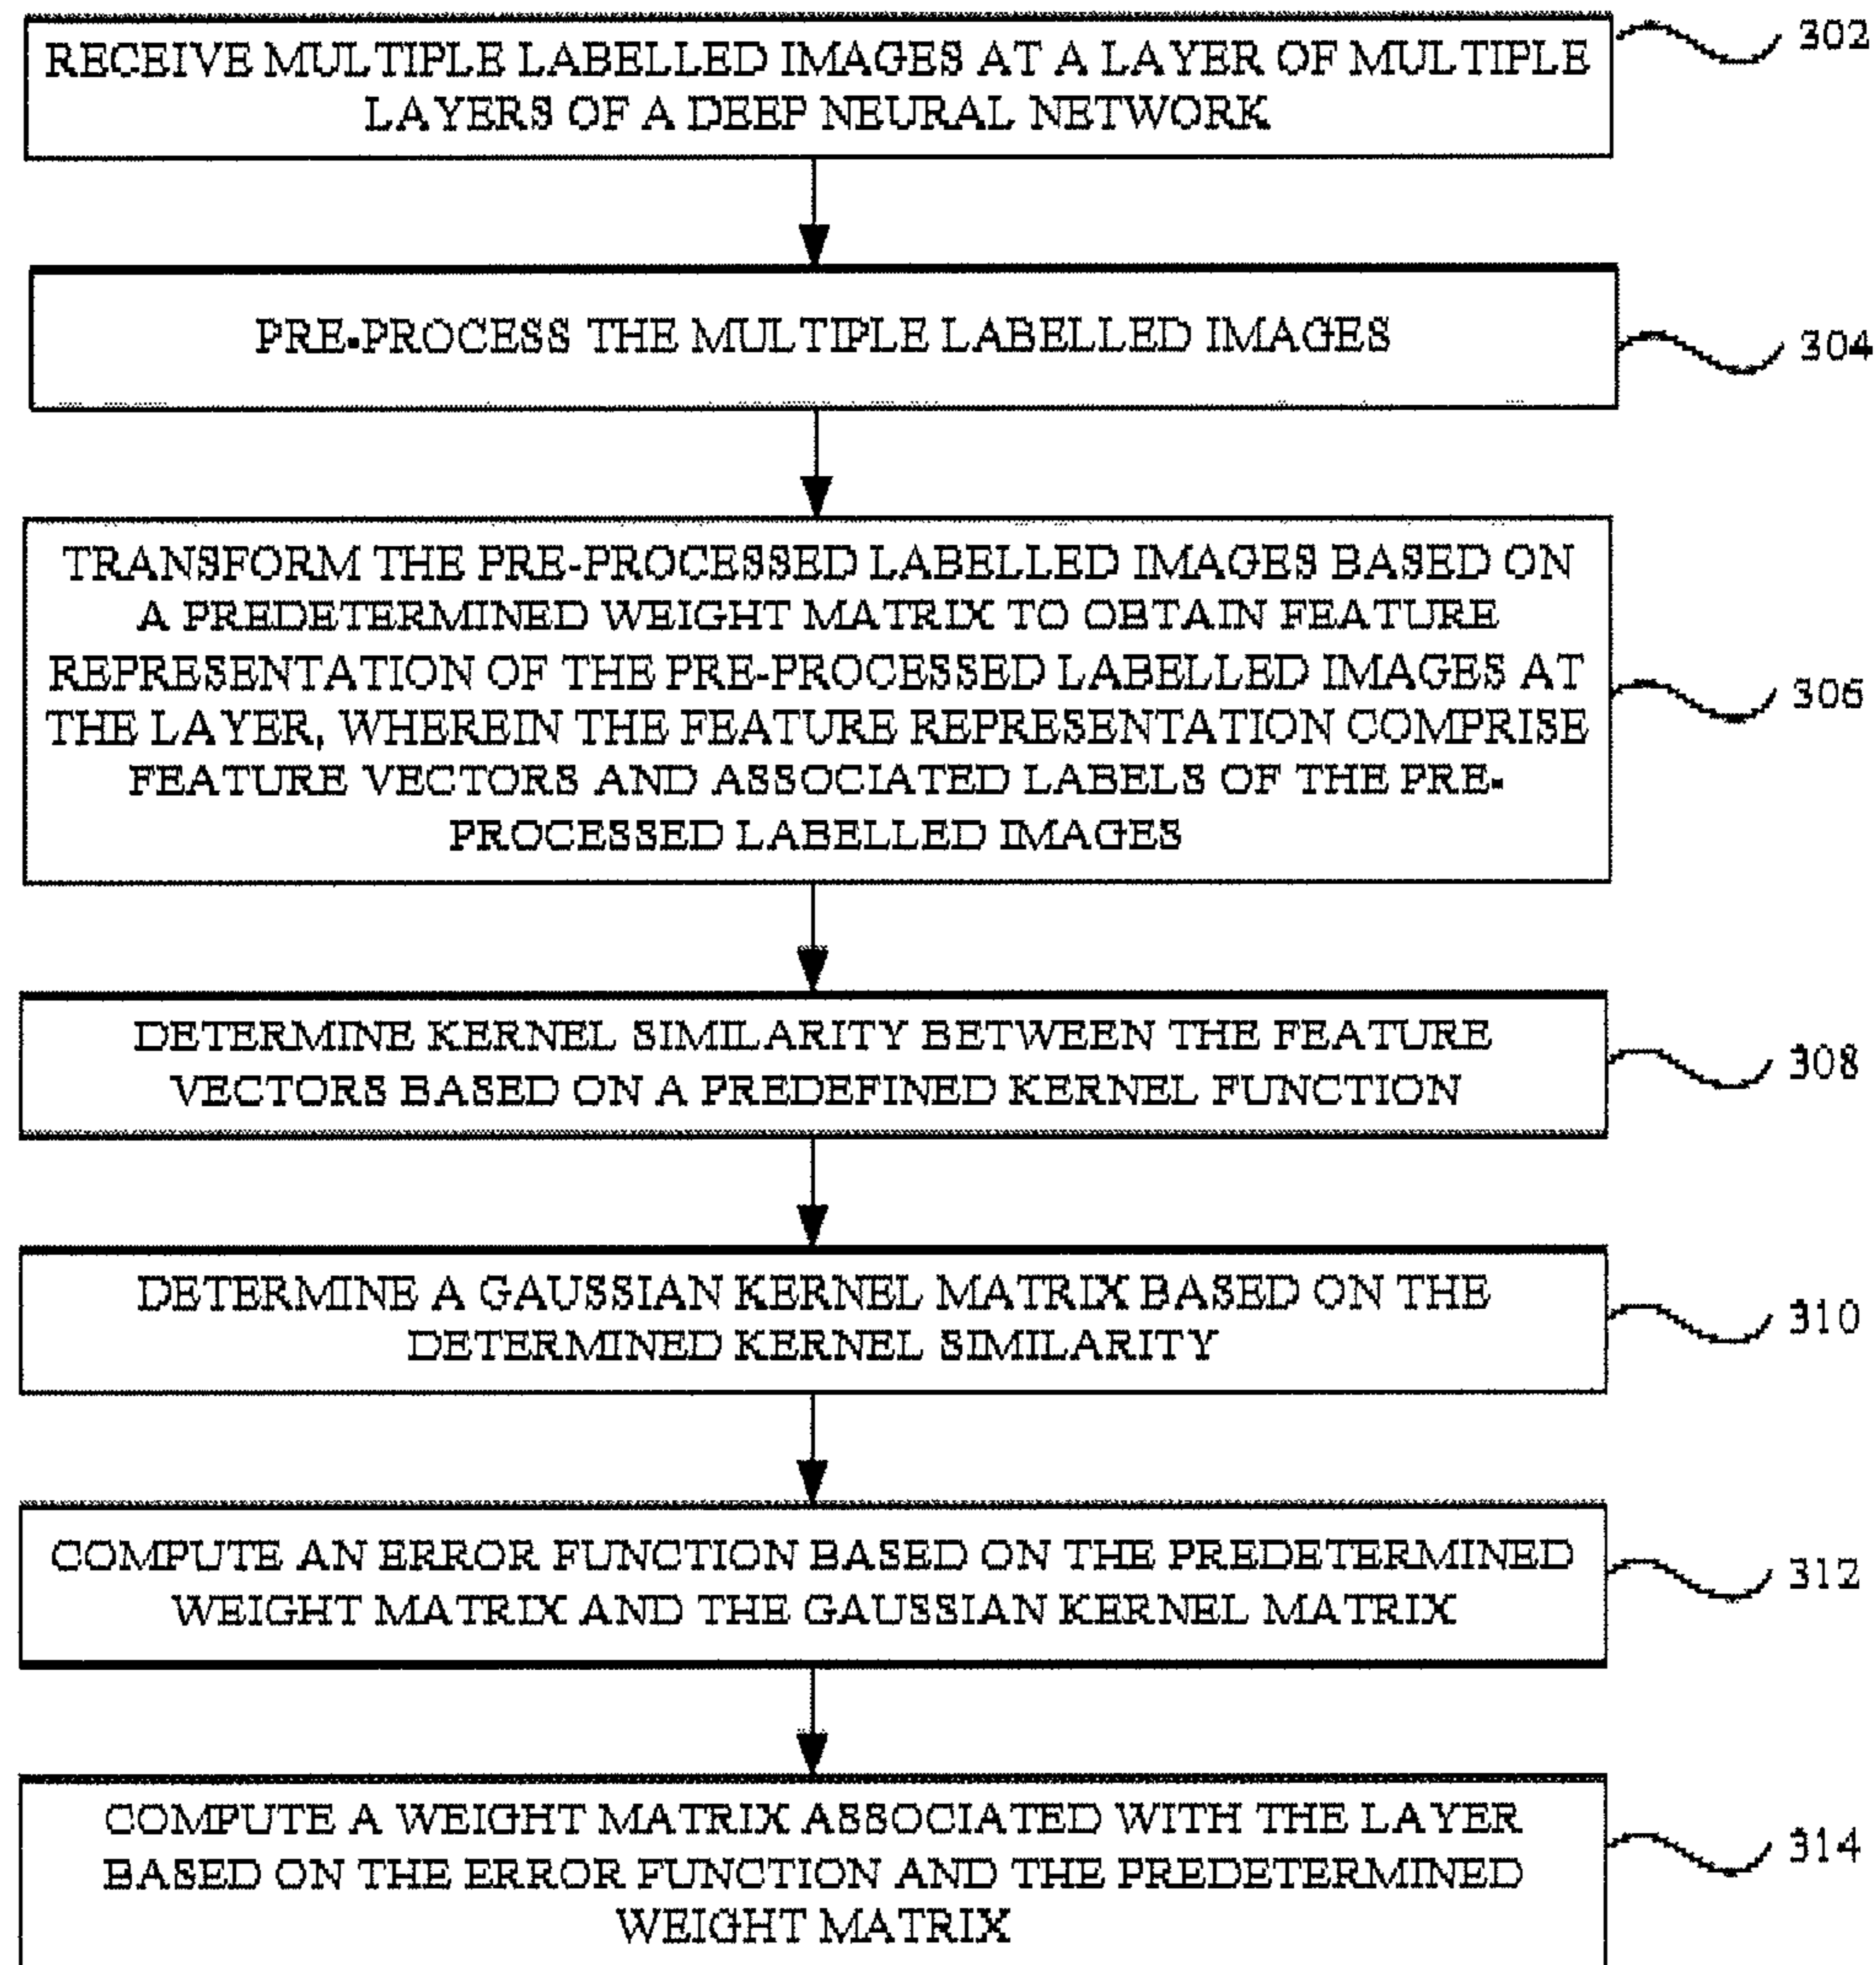 RECEIVE MULTIPLE LABELLED IMAGES AT A LAYER OF MULTIPLE
LAYERS OF A DEEP NEURAL NETWORK
302
PRE-PROCESS THE MULTIPLE LABELLED IMAGES
304
TRANSFORM THE PRE-PROCESSED LABELLED IMAGES BASED ON
A PREDETERMINED WEIGHT MATRIX TO OBTAIN FEATURE
REPRESENTATION OF THE PRE-PROCESSED LABELLED IMAGES AT
THE LAYER, WHEREIN THE FEATURE REPRESENTATION COMPRISE
FEATURE VECTORS AND ASSOCIATED LABELS OF THE PRE-
PROCESSED LABELLED IMAGES
306
DETERMINE KERNEL SIMILARITY BETWEEN THE FEATURE
VECTORS BASED ON A PREDEFINED KERNEL FUNCTION
308
DETERMINE A GAUSSIAN KERNEL MATRIX BASED ON THE
DETERMINED KERNEL SIMILARITY
310
COMPUTE AN ERROR FUNCTION BASED ON THE PREDETERMINED
WEIGHT MATRIX AND THE GAUSSIAN KERNEL MATRIX
312
COMPUTE A WEIGHT MATRIX ASSOCIATED WITH THE LAYER
BASED ON THE ERROR FUNCTION AND THE PREDETERMINED
WEIGHT MATRIX
314